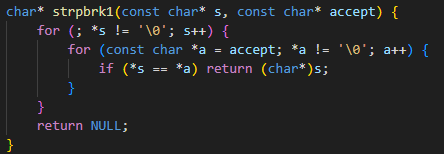 char* strpbrk1(const char* s, const char* accept) {
    for (; *s != '\0'; s++) {
        for (const char *a = accept; *a != '\0'; a++) {
            if (*s == *a) return (char*)s;
        }
    }
    return NULL;
}